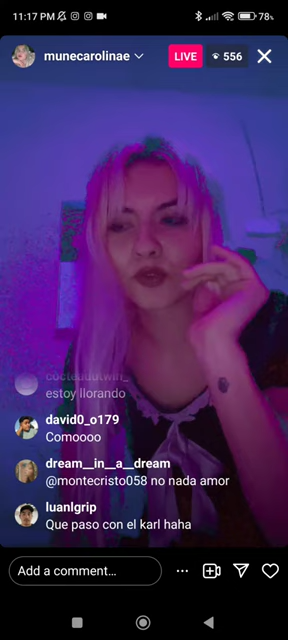 11:17 PM
78%
munecarolinae
LIVE
556
cocteadutwin_
estoy llorando
david0_o179
Comoooo
dream__in__a__dream
@montecristo058 no nada amor
luanlgrip
Que paso con el karl haha
Add a comment...